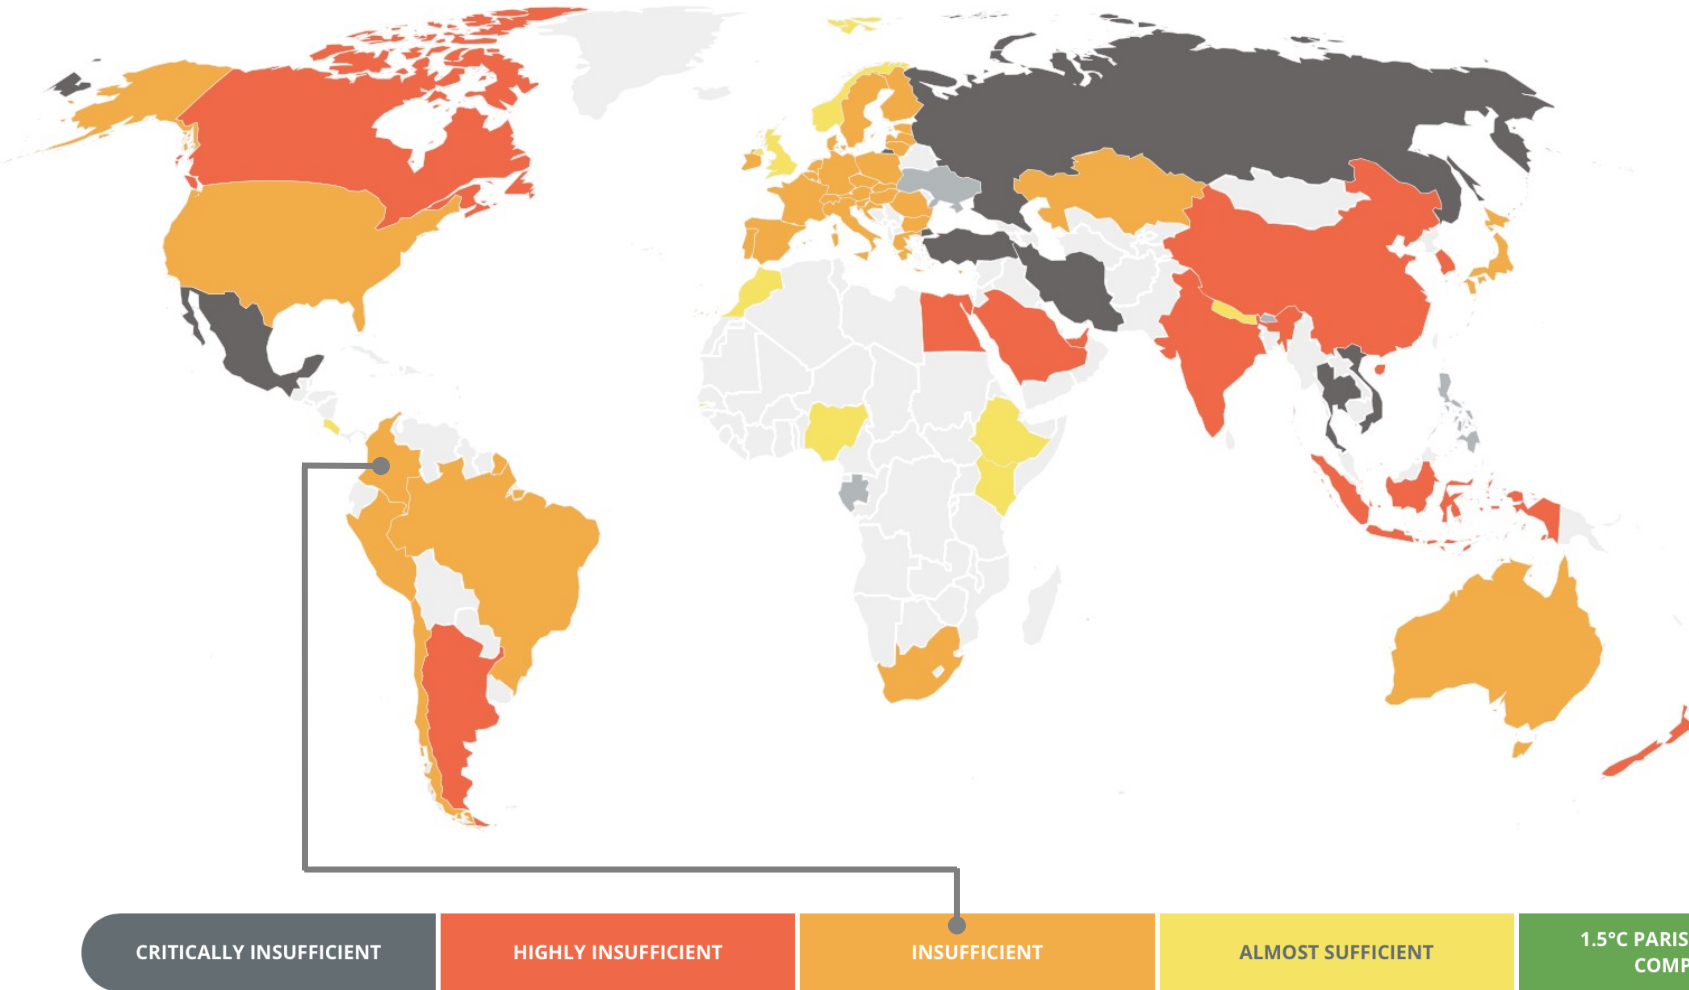 CRITICALLY INSUFFICIENT
HIGHLY INSUFFICIENT
INSUFFICIENT
ALMOST SUFFICIENT
1.5°C PARIS
COMP